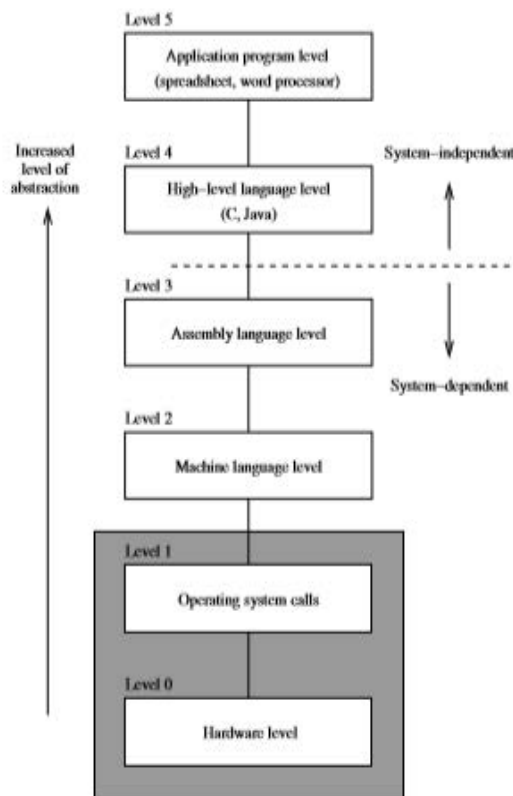 Level 5
Application program level
(spreadsheet, word processor)
Increased
level of
abstraction
Level 4
High-level language level
(C, Java)
System-independent
Level 3
Assembly language level
System-dependent
Level 2
Machine language level
Level 1
Operating system calls
Level 0
Hardware level